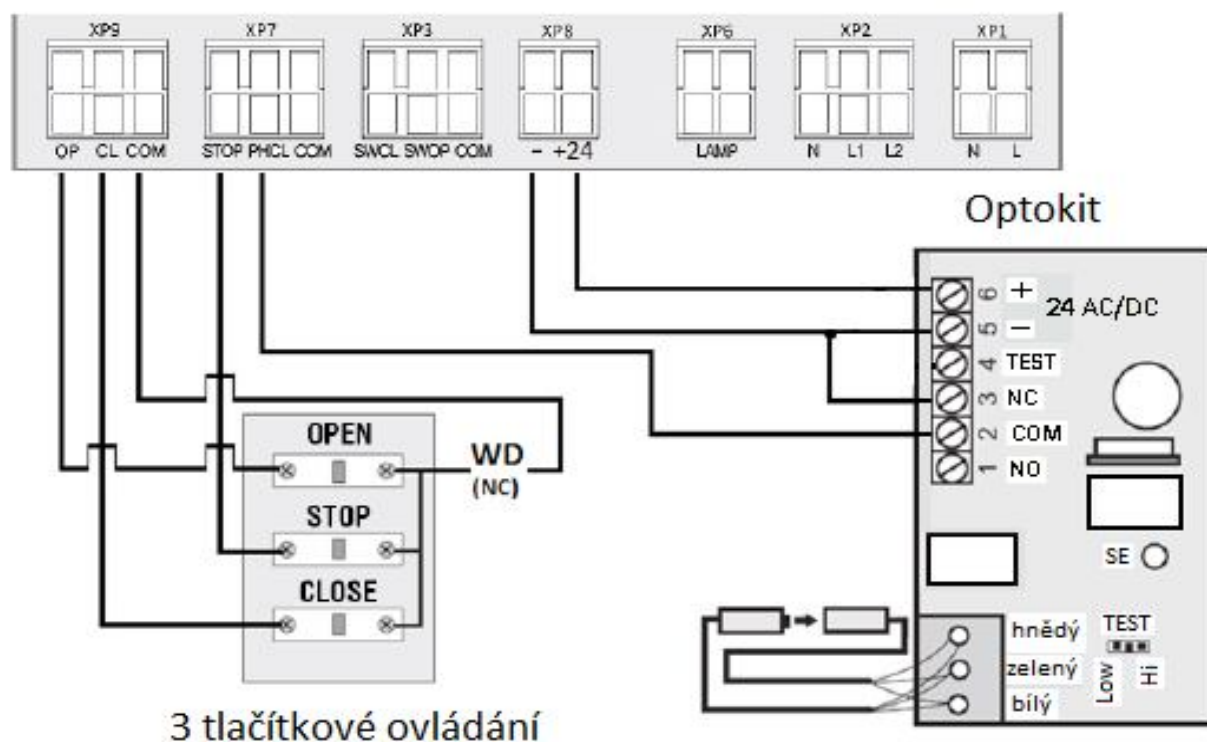 XP9 XP7 XP3 XP8 XP6 XP2 XP1
OP CL COM STOP PHCL COM SWCL SWOP COM - +24 LAMP N L1 L2 N L
Optokit
6 + 24 AC/DC
5 -
4 TEST
3 NC
2 COM
1 NO
OPEN
WD
(NC)
STOP
CLOSE
SE
hnědý
zelený
bílý
TEST
Low Hi
3 tlačítkové ovládání